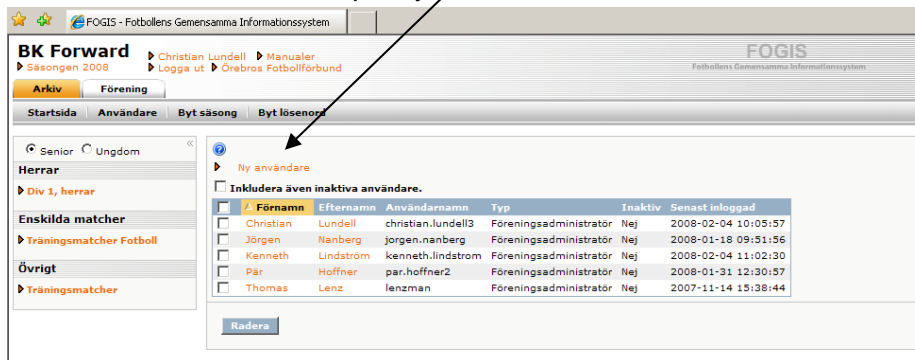 FOGIS - Fotbollens Gemensamma Informationssystem
BK Forward
Säsongen 2008
Christian Lundell Manualer
Logga ut Örebros Fotbollförbund
FOGIS
Fotbollens Gemensamma Informationssystem
Arkiv Förening
Startsida Användare Byt säsong Byt lösenord
Senior Ungdom
«
Herrar
Div 1, herrar
Enskilda matcher
Träningsmatcher Fotboll
Övrigt
Träningsmatcher
Ny användare
Inkludera även inaktiva användare.
Förnamn Efternamn Användarnamn Typ Inaktiv Senast inloggad
Christian Lundell christian.lundell3 Föreningsadministratör Nej 2008-02-04 10:05:57
Jörgen Nanberg jorgen.nanberg Föreningsadministratör Nej 2008-01-18 09:51:56
Kenneth Lindström kenneth.lindstrom Föreningsadministratör Nej 2008-02-04 11:02:30
Pär Hoffner par.hoffner2 Föreningsadministratör Nej 2008-01-31 12:30:57
Thomas Lenz lenzman Föreningsadministratör Nej 2007-11-14 15:38:44
Radera